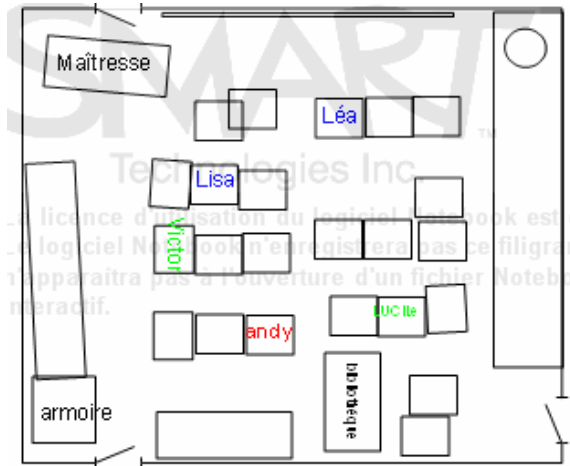 SMART
TM
Technologies Inc.
La licence d'utilisation du logiciel Notebook est
Le logiciel Notebook n'enregistrera pas ce filigra
n'apparaîtra pas à l'ouverture d'un fichier Notebo
interactif.
Maîtresse
Léa
Lisa
Victor
LUCIle
andy
bibliothèque
armoire